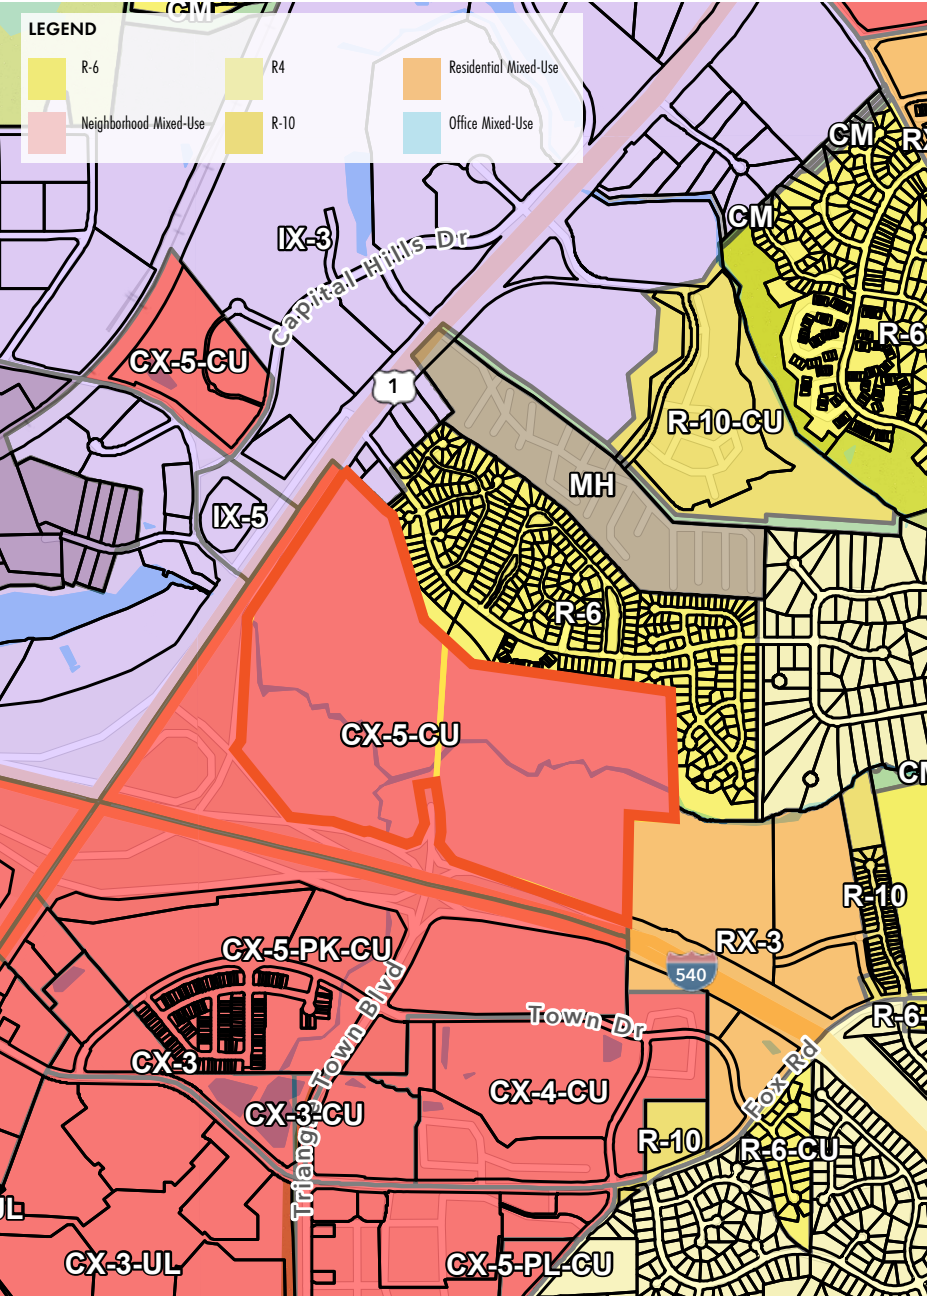 CM
LEGEND
R-6
R4
Residential Mixed-Use
Neighborhood Mixed-Use
R-10
Office Mixed-Use
CM
CM
IX-3
Capital Hills Dr
R-6
CX-5-CU
1
R-10-CU
MH
IX-5
R-6
CX-5-CU
R-10
CX-5-PK-CU
RX-3
540
Town Dr
R-6-
CX-3
CX-4-CU
Fox Rd
CX-3-CU
Triangle Town Blvd
R-10
R-6-CU
UL
CX-3-UL
CX-5-PL-CU